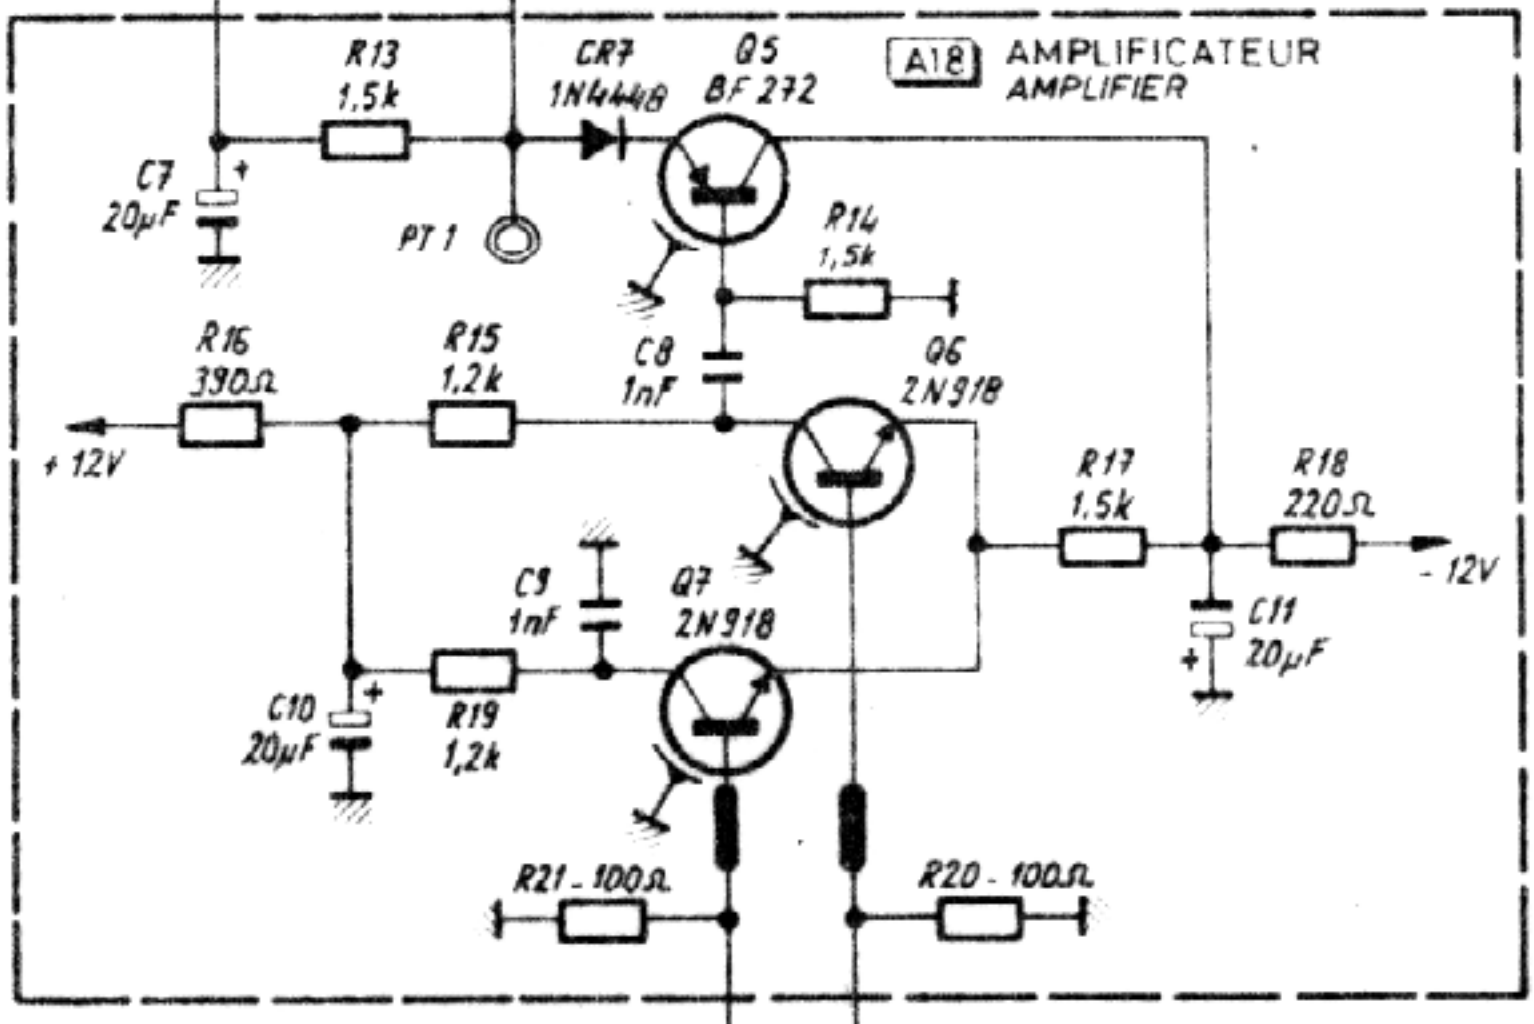 R13
1,5k
CR7
1N4448
Q5
BF 272
A18
AMPLIFICATEUR
AMPLIFIER
C7
+
20µF
PT 1
R14
1,5k
R16
390Ω
R15
1,2k
C8
1nF
Q6
2N918
+ 12V
R17
1.5k
R18
220Ω
- 12V
C9
1nF
Q7
2N918
C11
20µF
+
C10
+
20µF
R19
1,2k
R21 - 100Ω
R20 - 100Ω